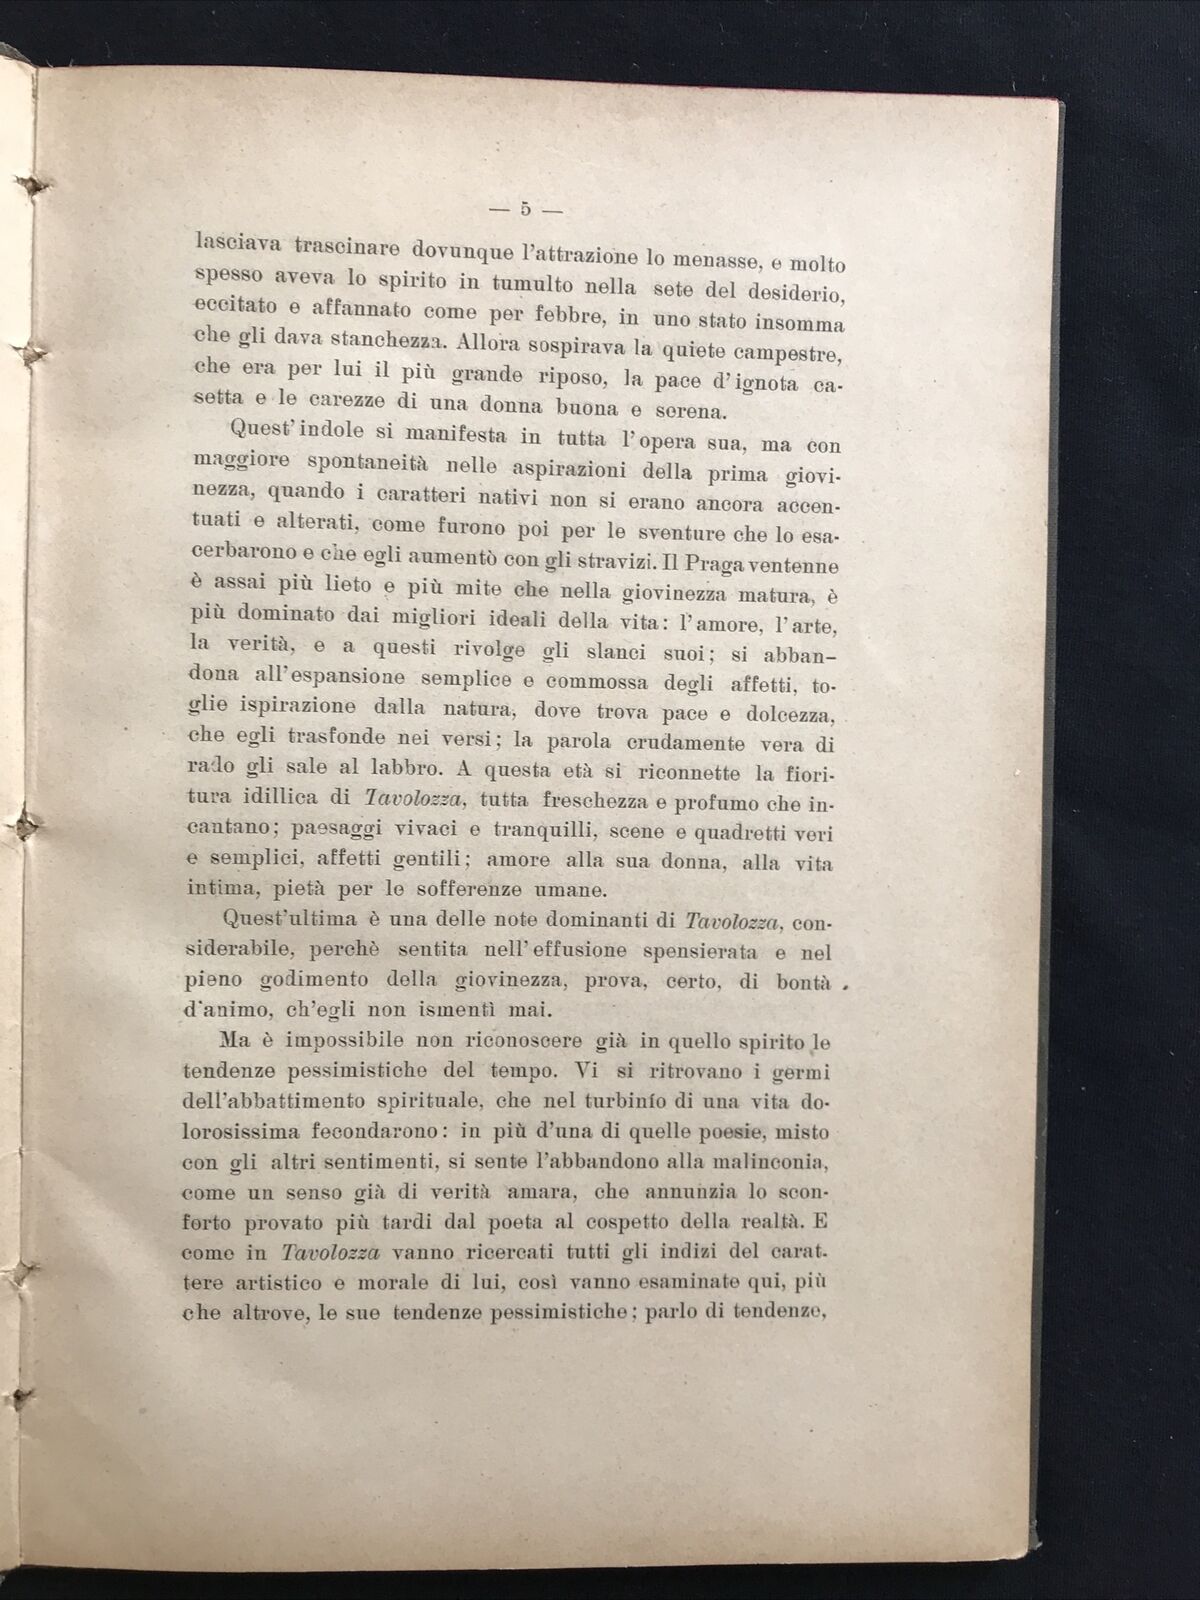 — 5 —
lasciava trascinare dovunque l'attrazione lo menasse, e molto
spesso aveva lo spirito in tumulto nella sete del desiderio,
eccitato e affannato come per febbre, in uno stato insomma
che gli dava stanchezza. Allora sospirava la quiete campestre,
che era per lui il più grande riposo, la pace d'ignota ca-
setta e le carezze di una donna buona e serena.
Quest'indole si manifesta in tutta l'opera sua, ma con
maggiore spontaneità nelle aspirazioni della prima giovi-
nezza, quando i caratteri nativi non si erano ancora accen-
tuati e alterati, come furono poi per le sventure che lo esa-
cerbarono e che egli aumentò con gli stravizi. Il Praga ventenne
è assai più lieto e più mite che nella giovinezza matura, è
più dominato dai migliori ideali della vita: l'amore, l'arte,
la verità, e a questi rivolge gli slanci suoi; si abban-
dona all'espansione semplice e commossa degli affetti, to-
glie ispirazione dalla natura, dove trova pace e dolcezza,
che egli trasfonde nei versi; la parola crudamente vera di
rado gli sale al labbro. A questa età si riconnette la fiori-
tura idillica di Tavolozza, tutta freschezza e profumo che in-
cantano; paesaggi vivaci e tranquilli, scene e quadretti veri
e semplici, affetti gentili; amore alla sua donna, alla vita
intima, pietà per le sofferenze umane.
Quest'ultima è una delle note dominanti di Tavolozza, con-
siderabile, perchè sentita nell'effusione spensierata e nel
pieno godimento della giovinezza, prova, certo, di bontà
d'animo, ch'egli non ismentì mai.
Ma è impossibile non riconoscere già in quello spirito le
tendenze pessimistiche del tempo. Vi si ritrovano i germi
dell'abbattimento spirituale, che nel turbinío di una vita do-
lorosissima fecondarono: in più d'una di quelle poesie, misto
con gli altri sentimenti, si sente l'abbandono alla malinconia,
come un senso già di verità amara, che annunzia lo scon-
forto provato più tardi dal poeta al cospetto della realtà. E
come in Tavolozza vanno ricercati tutti gli indizi del carat-
tere artistico e morale di lui, così vanno esaminate qui, più
che altrove, le sue tendenze pessimistiche; parlo di tendenze,